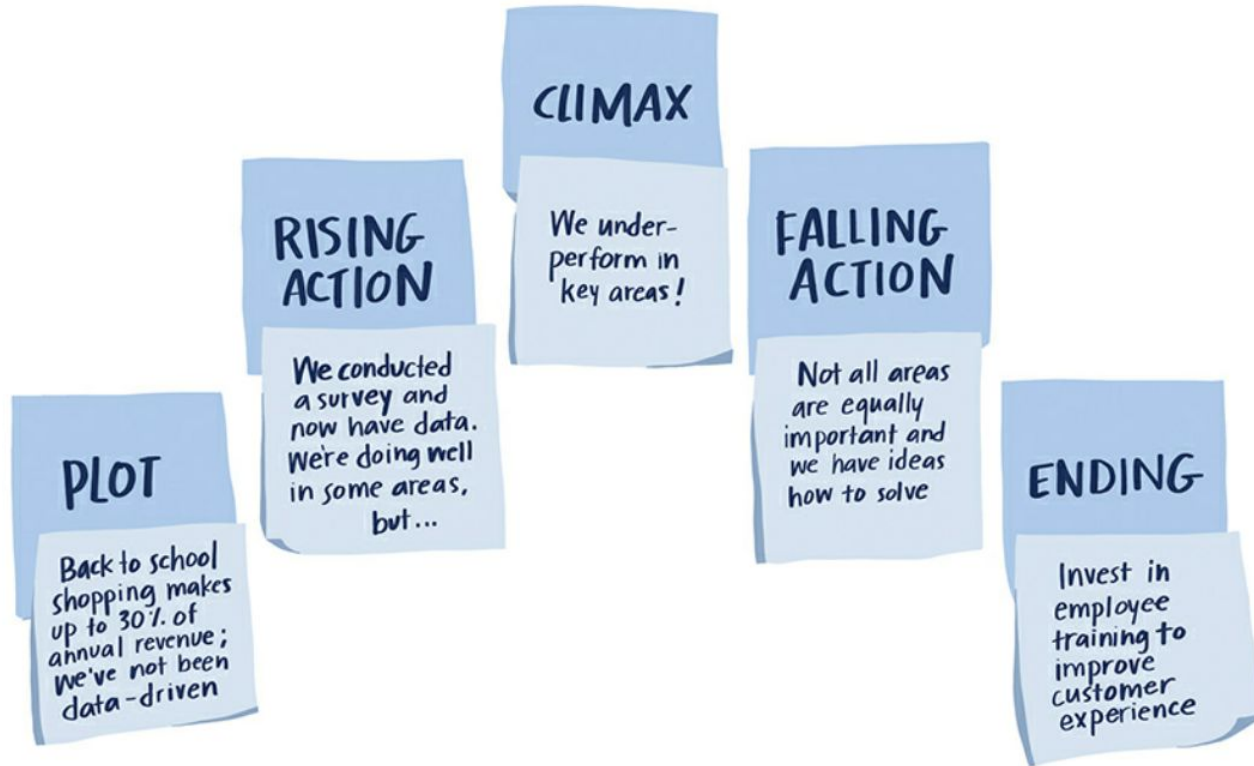 PLOT
Back to school
shopping makes
up to 30% of
annual revenue;
we've not been
data-driven
RISING
ACTION
We conducted
a survey and
now have data.
We're doing well
in some areas,
but...
CLIMAX
We under-
perform in
key areas!
FALLING
ACTION
Not all areas
are equally
important and
we have ideas
how to solve
ENDING
Invest in
employee
training to
improve
customer
experience